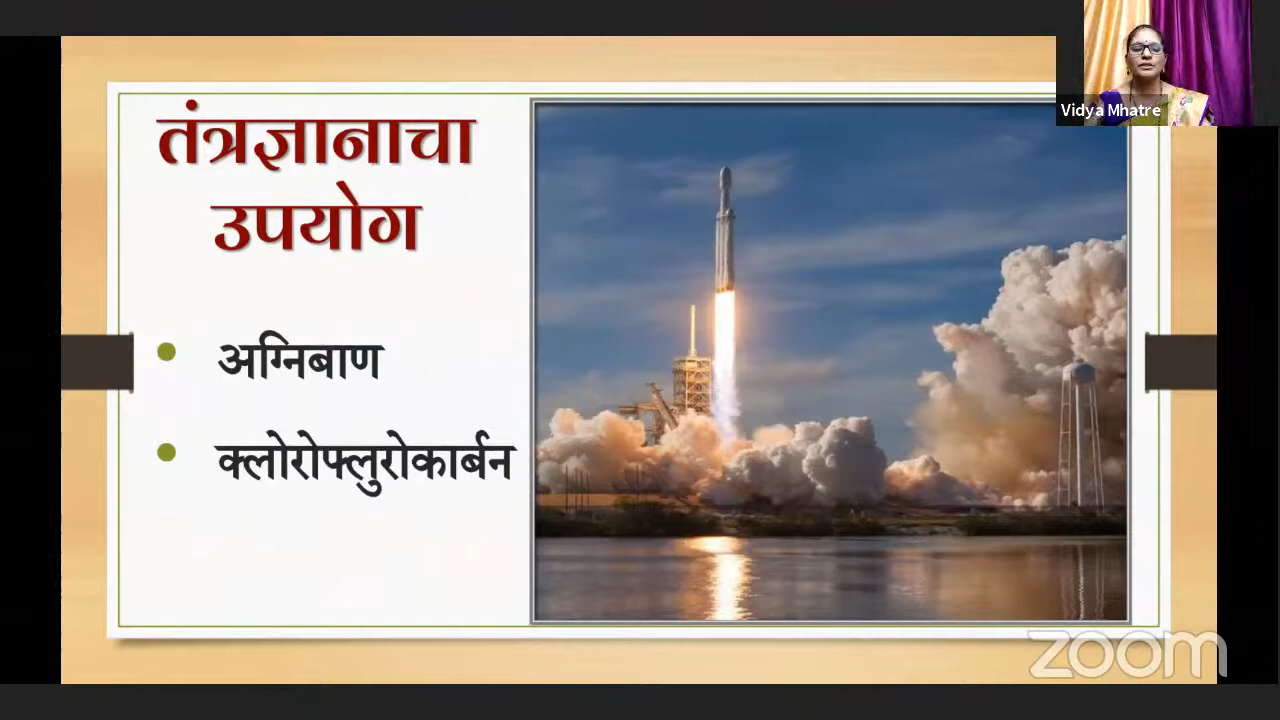 Vidya Mhatre
तंत्रज्ञानाचा
उपयोग
अग्निबाण
क्लोरोफ्लुरोकार्बन
zoom